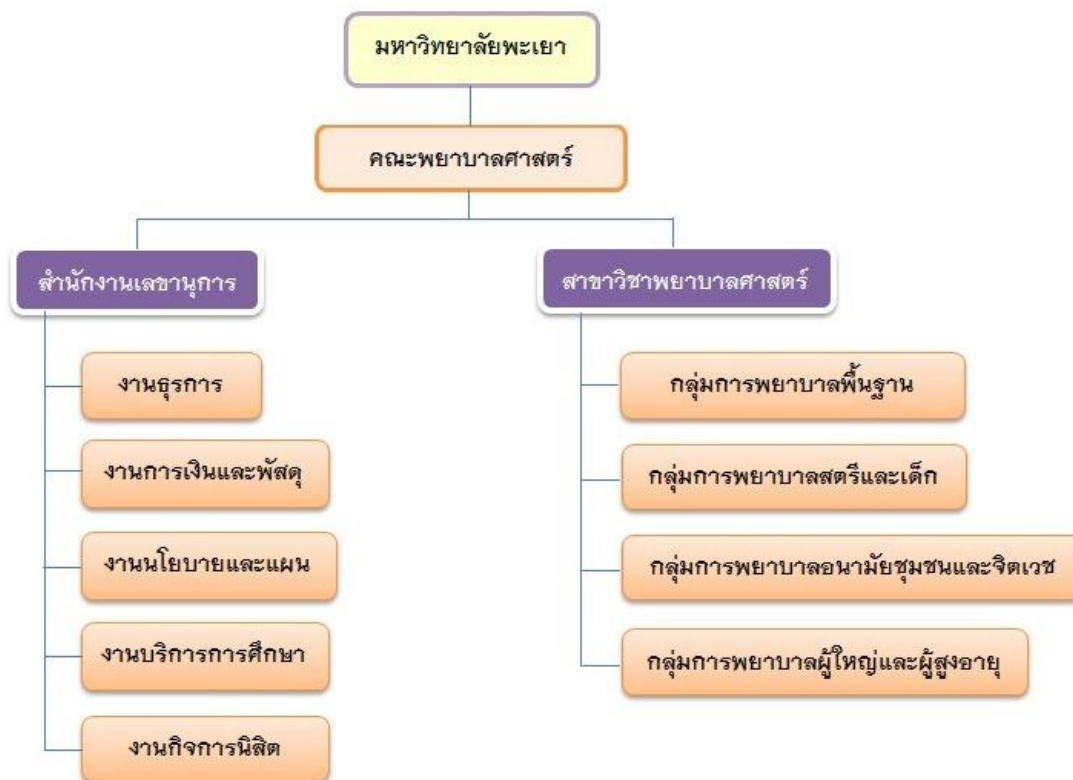 มหาวิทยาลัยพะเยา
คณะพยาบาลศาสตร์
สำนักงานเลขานุการ
งานธุรการ
งานการเงินและพัสดุ
งานนโยบายและแผน
งานบริการการศึกษา
งานกิจการนิสิต
สาขาวิชาพยาบาลศาสตร์
กลุ่มการพยาบาลพื้นฐาน
กลุ่มการพยาบาลสตรีและเด็ก
กลุ่มการพยาบาลอนามัยชุมชนและจิตเวช
กลุ่มการพยาบาลผู้ใหญ่และผู้สูงอายุ